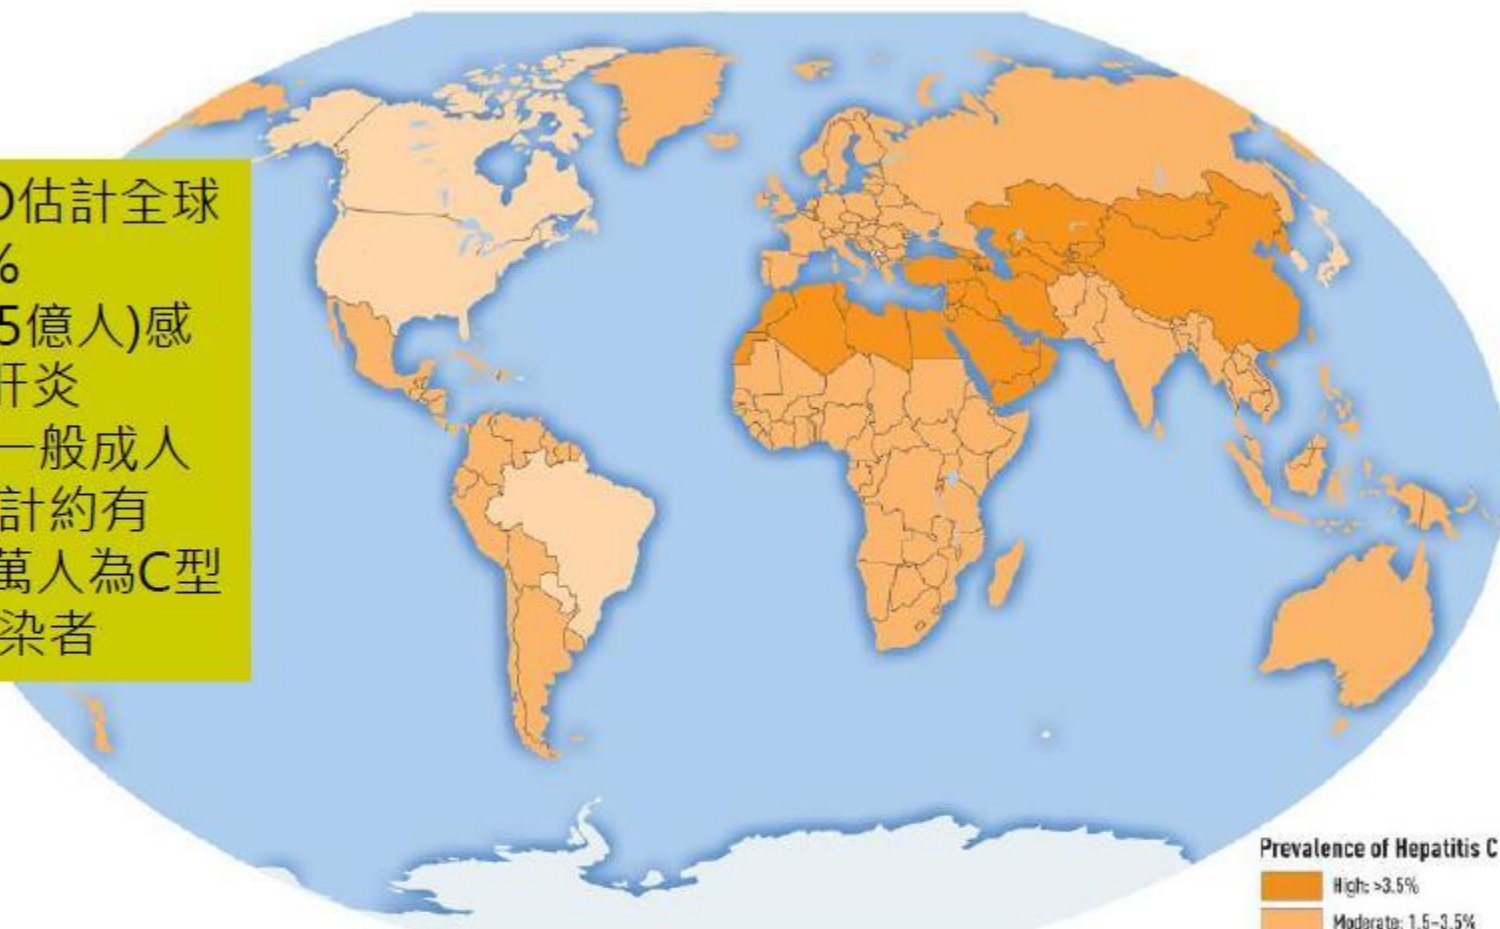 O估計全球
%
5億人)感
肝炎
一般成人
計約有
萬人為C型
染者
Prevalence of Hepatitis C
High: >3.5%
Moderate: 1.5–3.5%